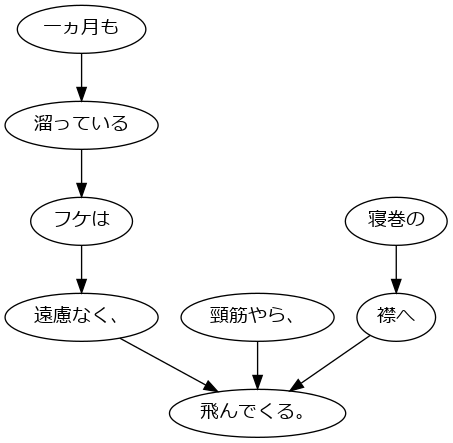 一ヵ月も
溜っている
フケは
寝巻の
遠慮なく、
頸筋やら、
襟へ
飛んでくる。